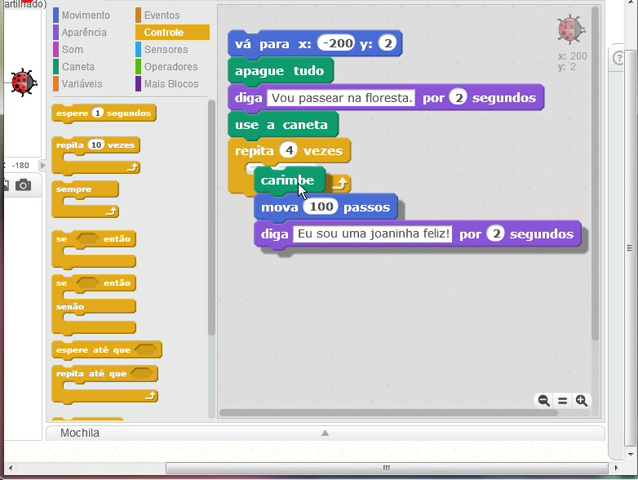 artilhado)
Movimento Eventos
Aparência Controle
Som Sensores
Caneta Operadores
Variáveis Mais Blocos
espere 1 segundos
repita 10 vezes
sempre
se então
se então
senão
espere até que
repita até que
vá para x: -200 y: 2
apague tudo
diga Vou passear na floresta. por 2 segundos
use a caneta
repita 4 vezes
carimbe
mova 100 passos
diga Eu sou uma joaninha feliz! por 2 segundos
x: 200
y: 2
: -180
Mochila